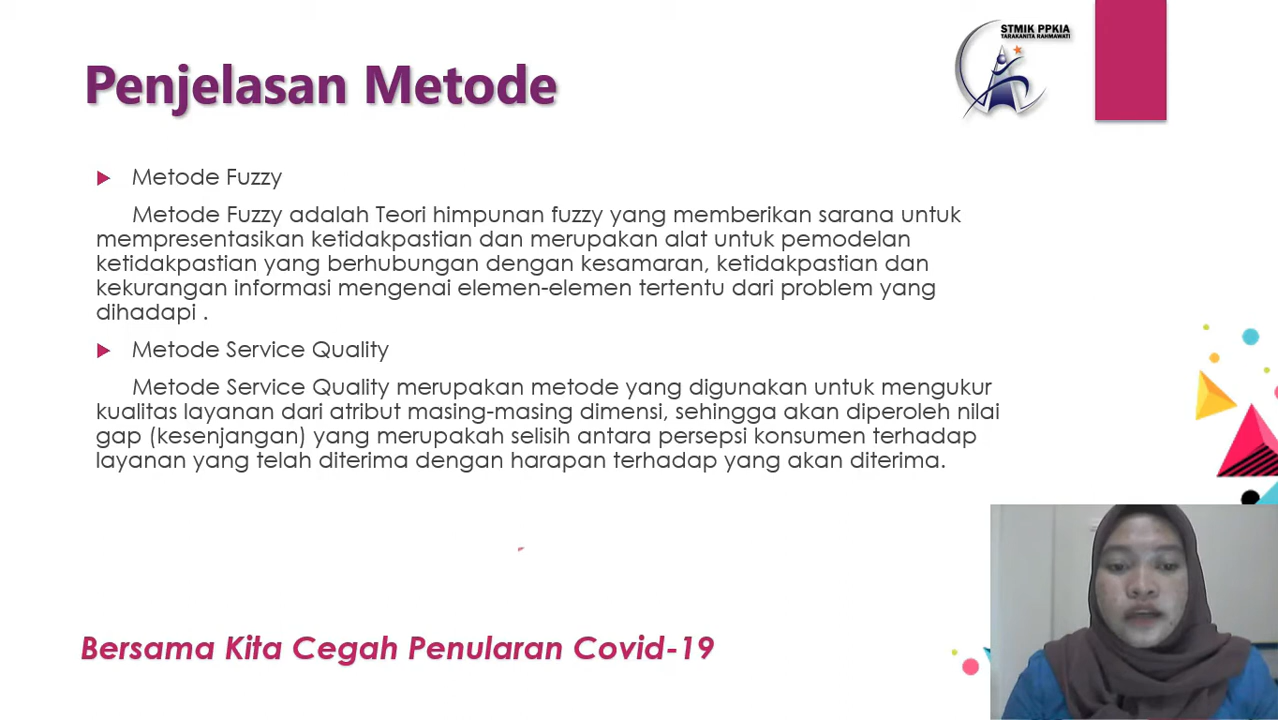 STMIK PPKIA
TARAKANITA RAHMAWATI
Penjelasan Metode
Metode Fuzzy
Metode Fuzzy adalah Teori himpunan fuzzy yang memberikan sarana untuk
mempresentasikan ketidakpastian dan merupakan alat untuk pemodelan
ketidakpastian yang berhubungan dengan kesamaran, ketidakpastian dan
kekurangan informasi mengenai elemen-elemen tertentu dari problem yang
dihadapi .
Metode Service Quality
Metode Service Quality merupakan metode yang digunakan untuk mengukur
kualitas layanan dari atribut masing-masing dimensi, sehingga akan diperoleh nilai
gap (kesenjangan) yang merupakah selisih antara persepsi konsumen terhadap
layanan yang telah diterima dengan harapan terhadap yang akan diterima.
Bersama Kita Cegah Penularan Covid-19